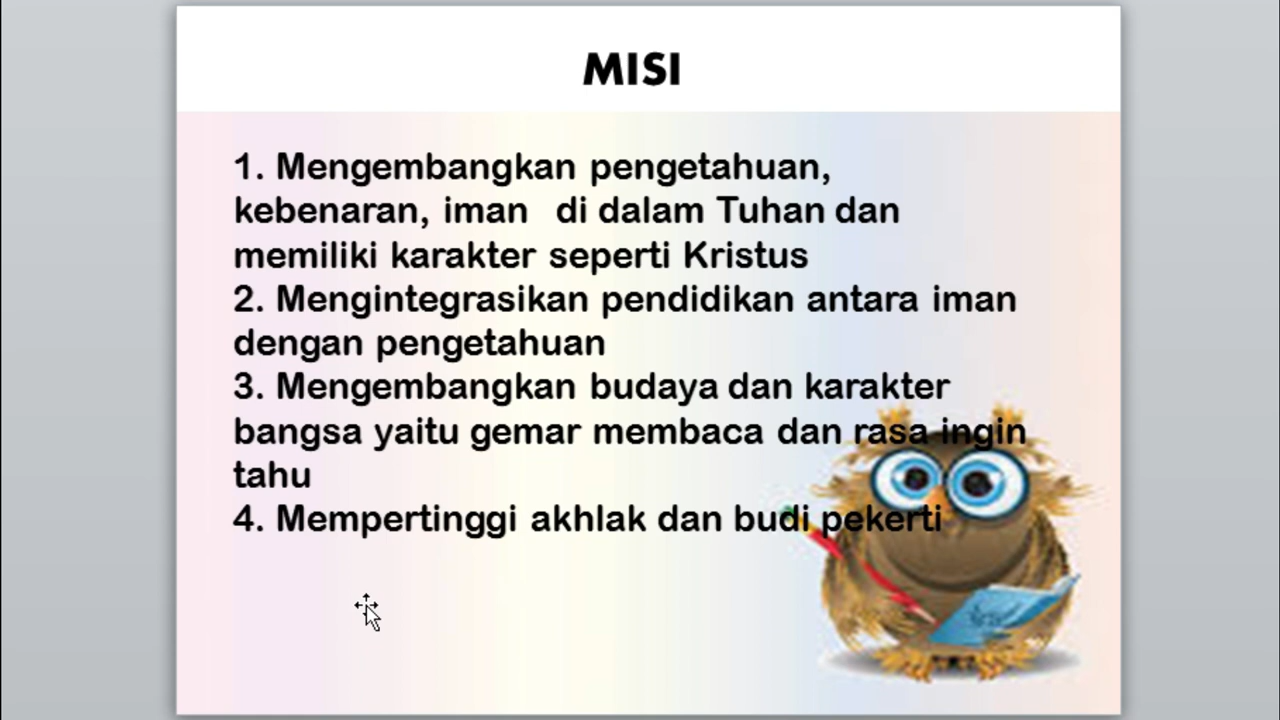 MISI
1. Mengembangkan pengetahuan,
kebenaran, iman di dalam Tuhan dan
memiliki karakter seperti Kristus
2. Mengintegrasikan pendidikan antara iman
dengan pengetahuan
3. Mengembangkan budaya dan karakter
bangsa yaitu gemar membaca dan rasa ingin
tahu
4. Mempertinggi akhlak dan budi pekerti